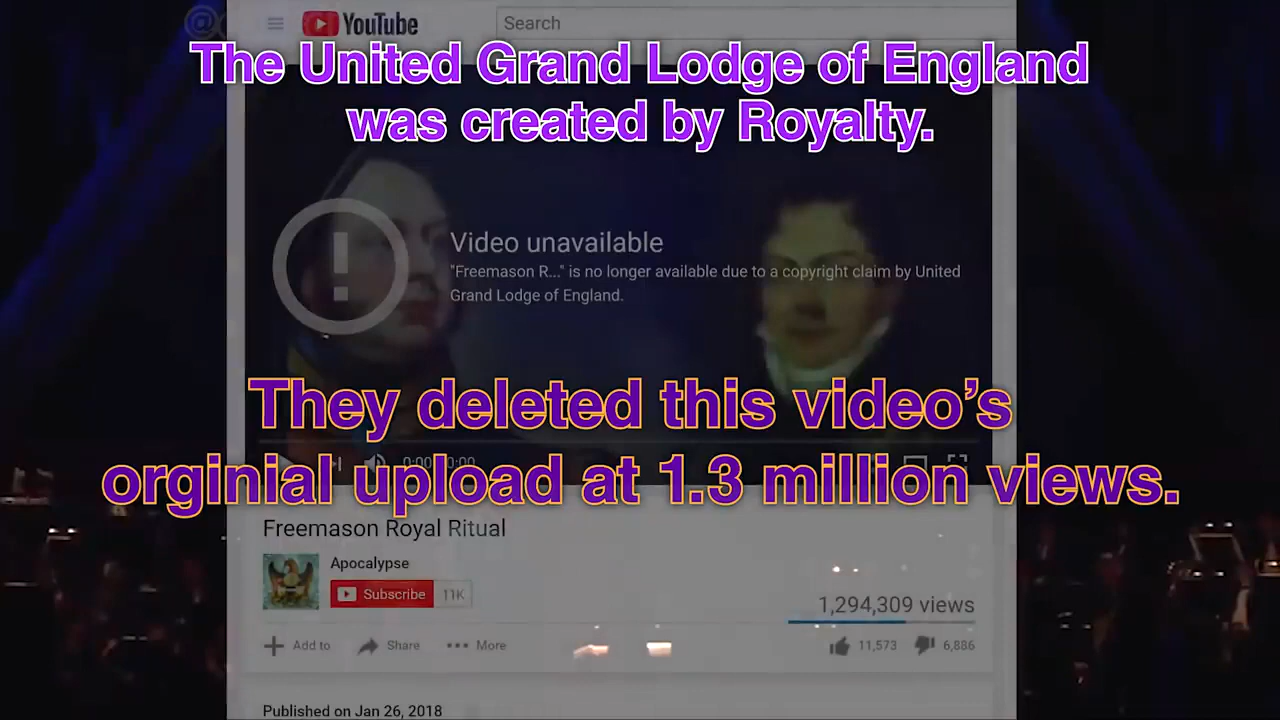 YouTube
Search
The United Grand Lodge of England
was created by Royalty.
Video unavailable
"Freemason R..." is no longer available due to a copyright claim by United
Grand Lodge of England.
They deleted this video's
orginial upload at 1.3 million views.
Freemason Royal Ritual
Apocalypse
Subscribe 11K
1,294,309 views
Add to Share More 11,573 6,886
Published on Jan 26, 2018